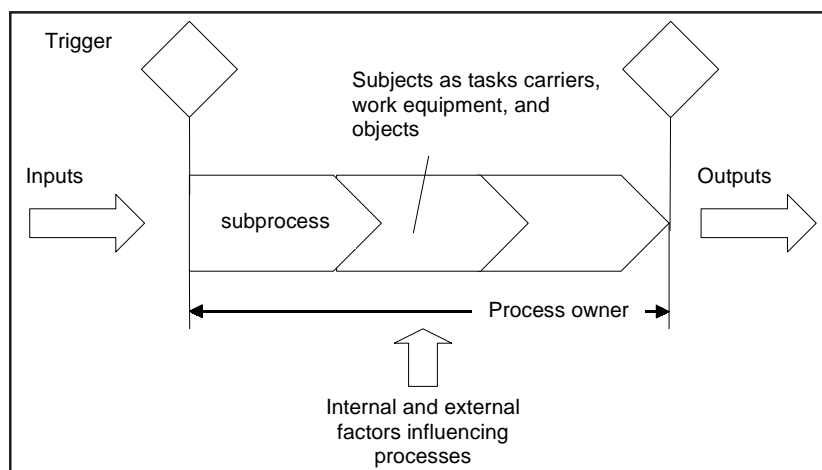 Trigger
Subjects as tasks carriers,
work equipment, and
objects
Inputs
Outputs
subprocess
Process owner
Internal and external
factors influencing
processes